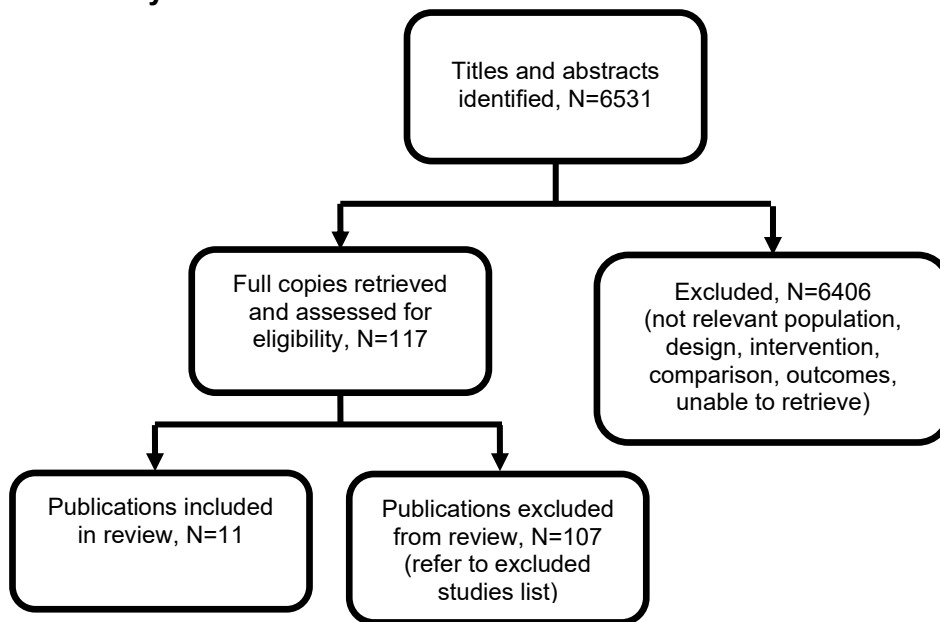 Titles and abstracts
identified, N=6531
Full copies retrieved
and assessed for
eligibility, N=117
Excluded, N=6406
(not relevant population,
design, intervention,
comparison, outcomes,
unable to retrieve)
Publications included
in review, N=11
Publications excluded
from review, N=107
(refer to excluded
studies list)